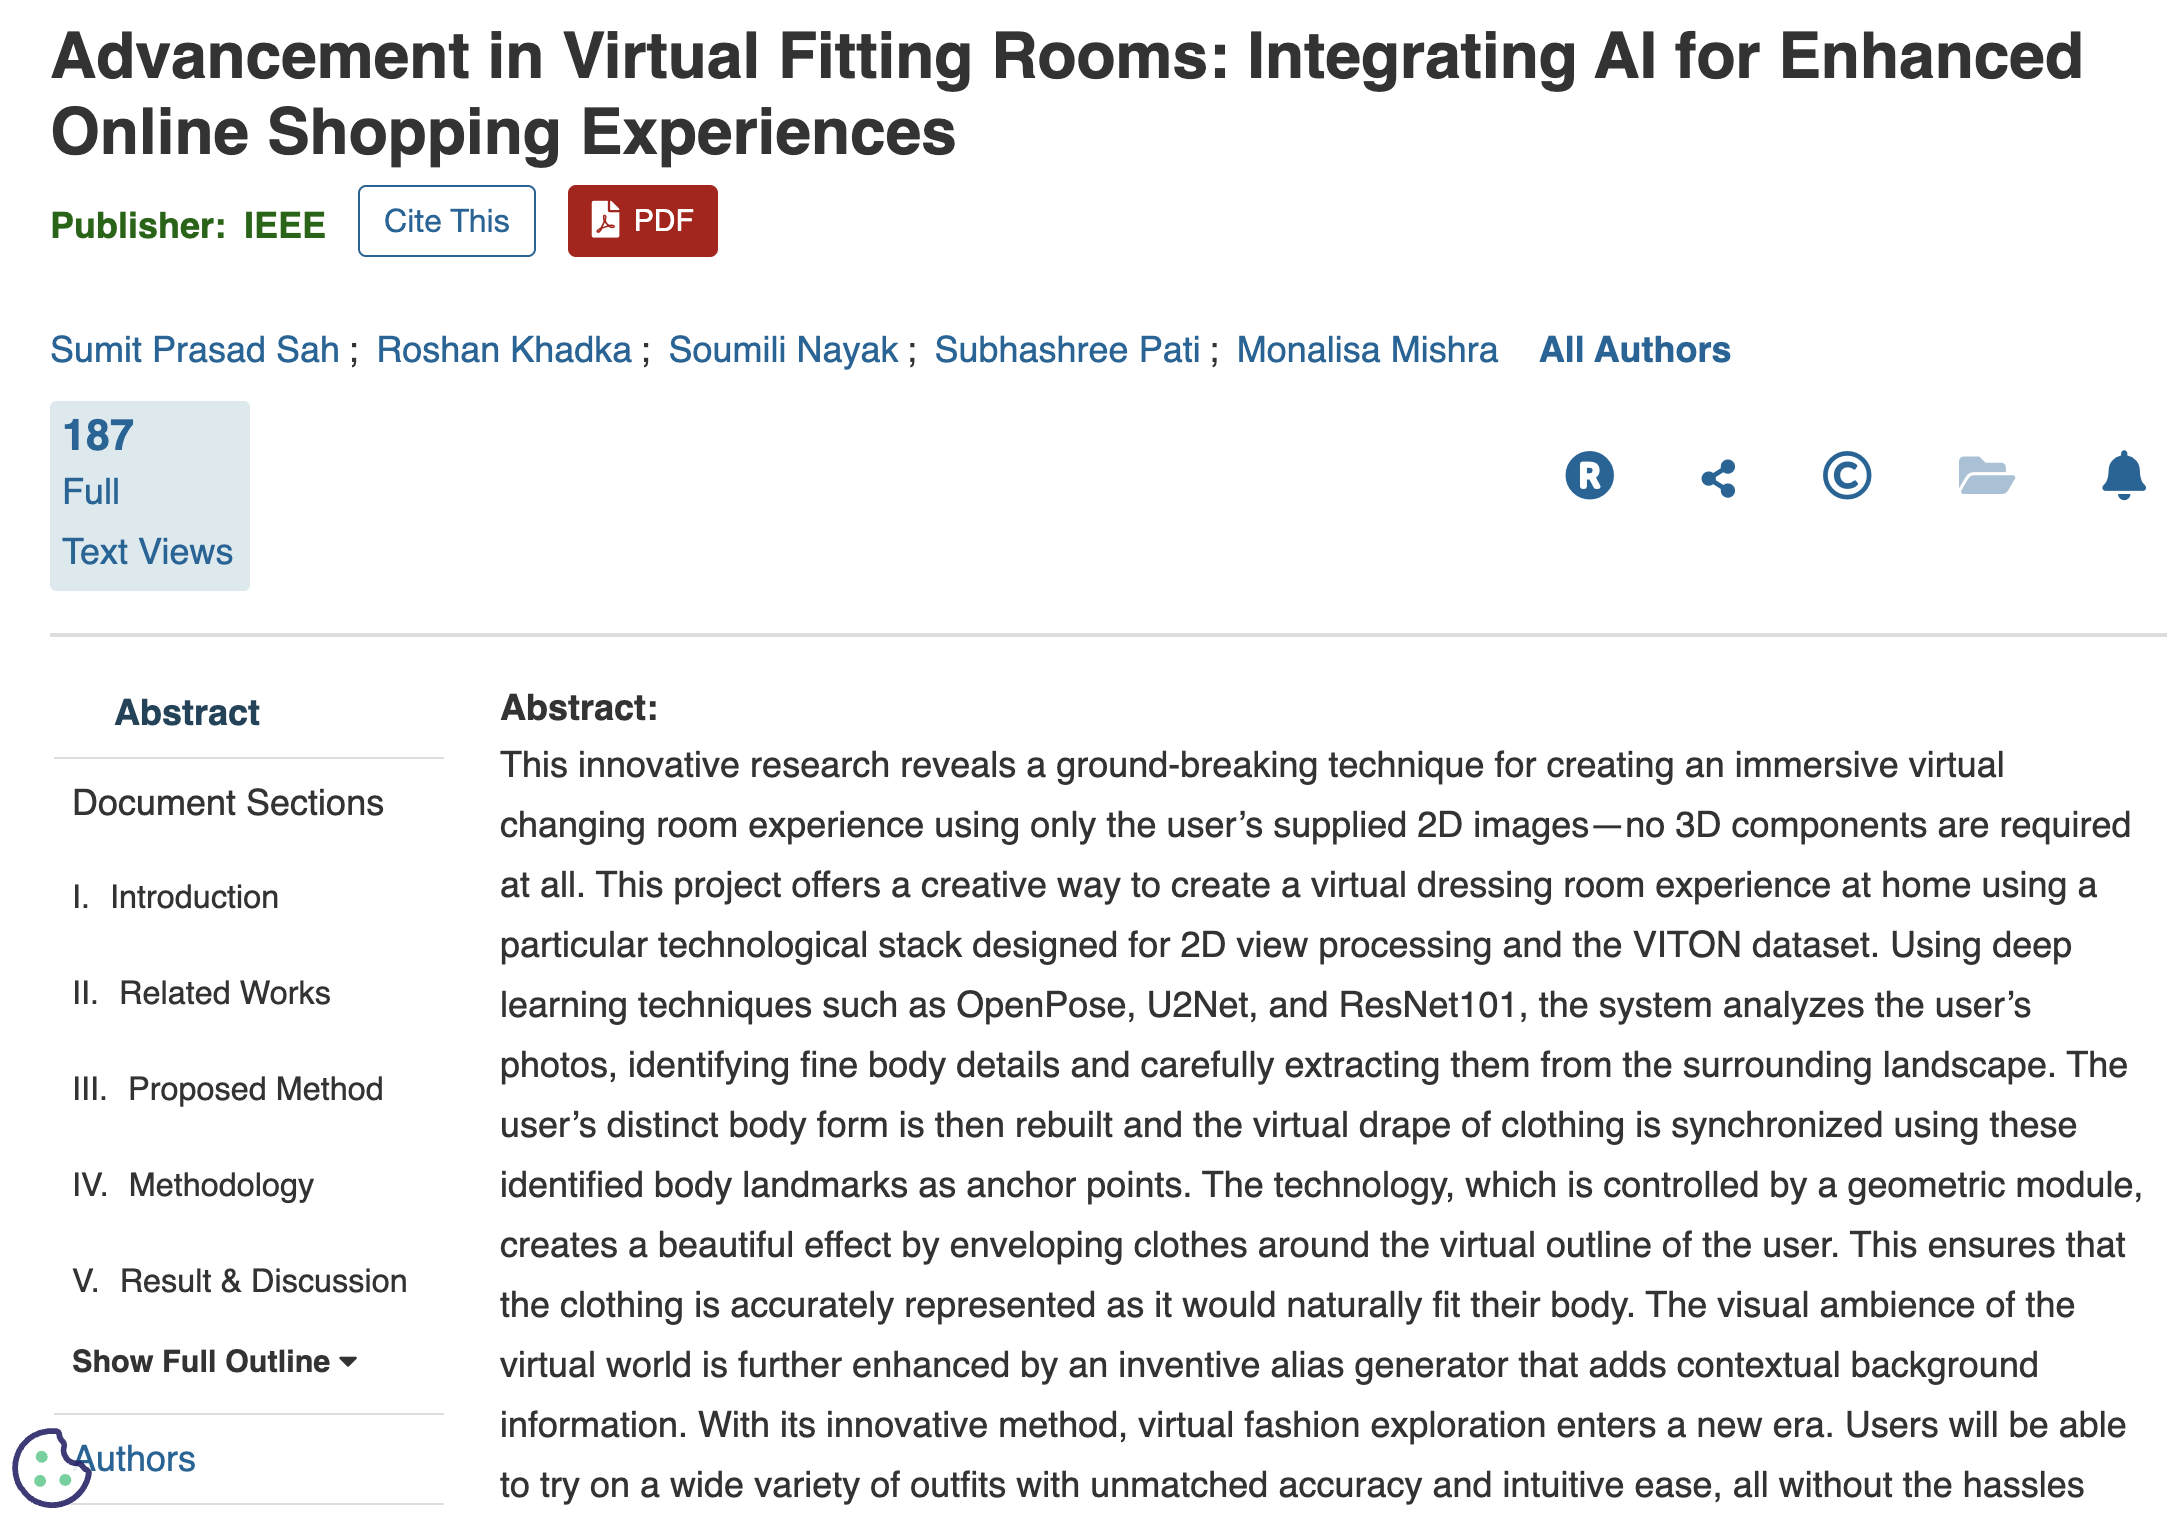 Advancement in Virtual Fitting Rooms: Integrating AI for Enhanced
Online Shopping Experiences
Publisher: IEEE
Cite This
PDF
Sumit Prasad Sah ; Roshan Khadka ; Soumili Nayak ; Subhashree Pati ; Monalisa Mishra All Authors
187
Full
Text Views
R
C
Abstract
Document Sections
I. Introduction
II. Related Works
III. Proposed Method
IV. Methodology
V. Result & Discussion
Show Full Outline
Authors
Abstract:
This innovative research reveals a ground-breaking technique for creating an immersive virtual
changing room experience using only the user’s supplied 2D images—no 3D components are required
at all. This project offers a creative way to create a virtual dressing room experience at home using a
particular technological stack designed for 2D view processing and the VITON dataset. Using deep
learning techniques such as OpenPose, U2Net, and ResNet101, the system analyzes the user’s
photos, identifying fine body details and carefully extracting them from the surrounding landscape. The
user’s distinct body form is then rebuilt and the virtual drape of clothing is synchronized using these
identified body landmarks as anchor points. The technology, which is controlled by a geometric module,
creates a beautiful effect by enveloping clothes around the virtual outline of the user. This ensures that
the clothing is accurately represented as it would naturally fit their body. The visual ambience of the
virtual world is further enhanced by an inventive alias generator that adds contextual background
information. With its innovative method, virtual fashion exploration enters a new era. Users will be able
to try on a wide variety of outfits with unmatched accuracy and intuitive ease, all without the hassles